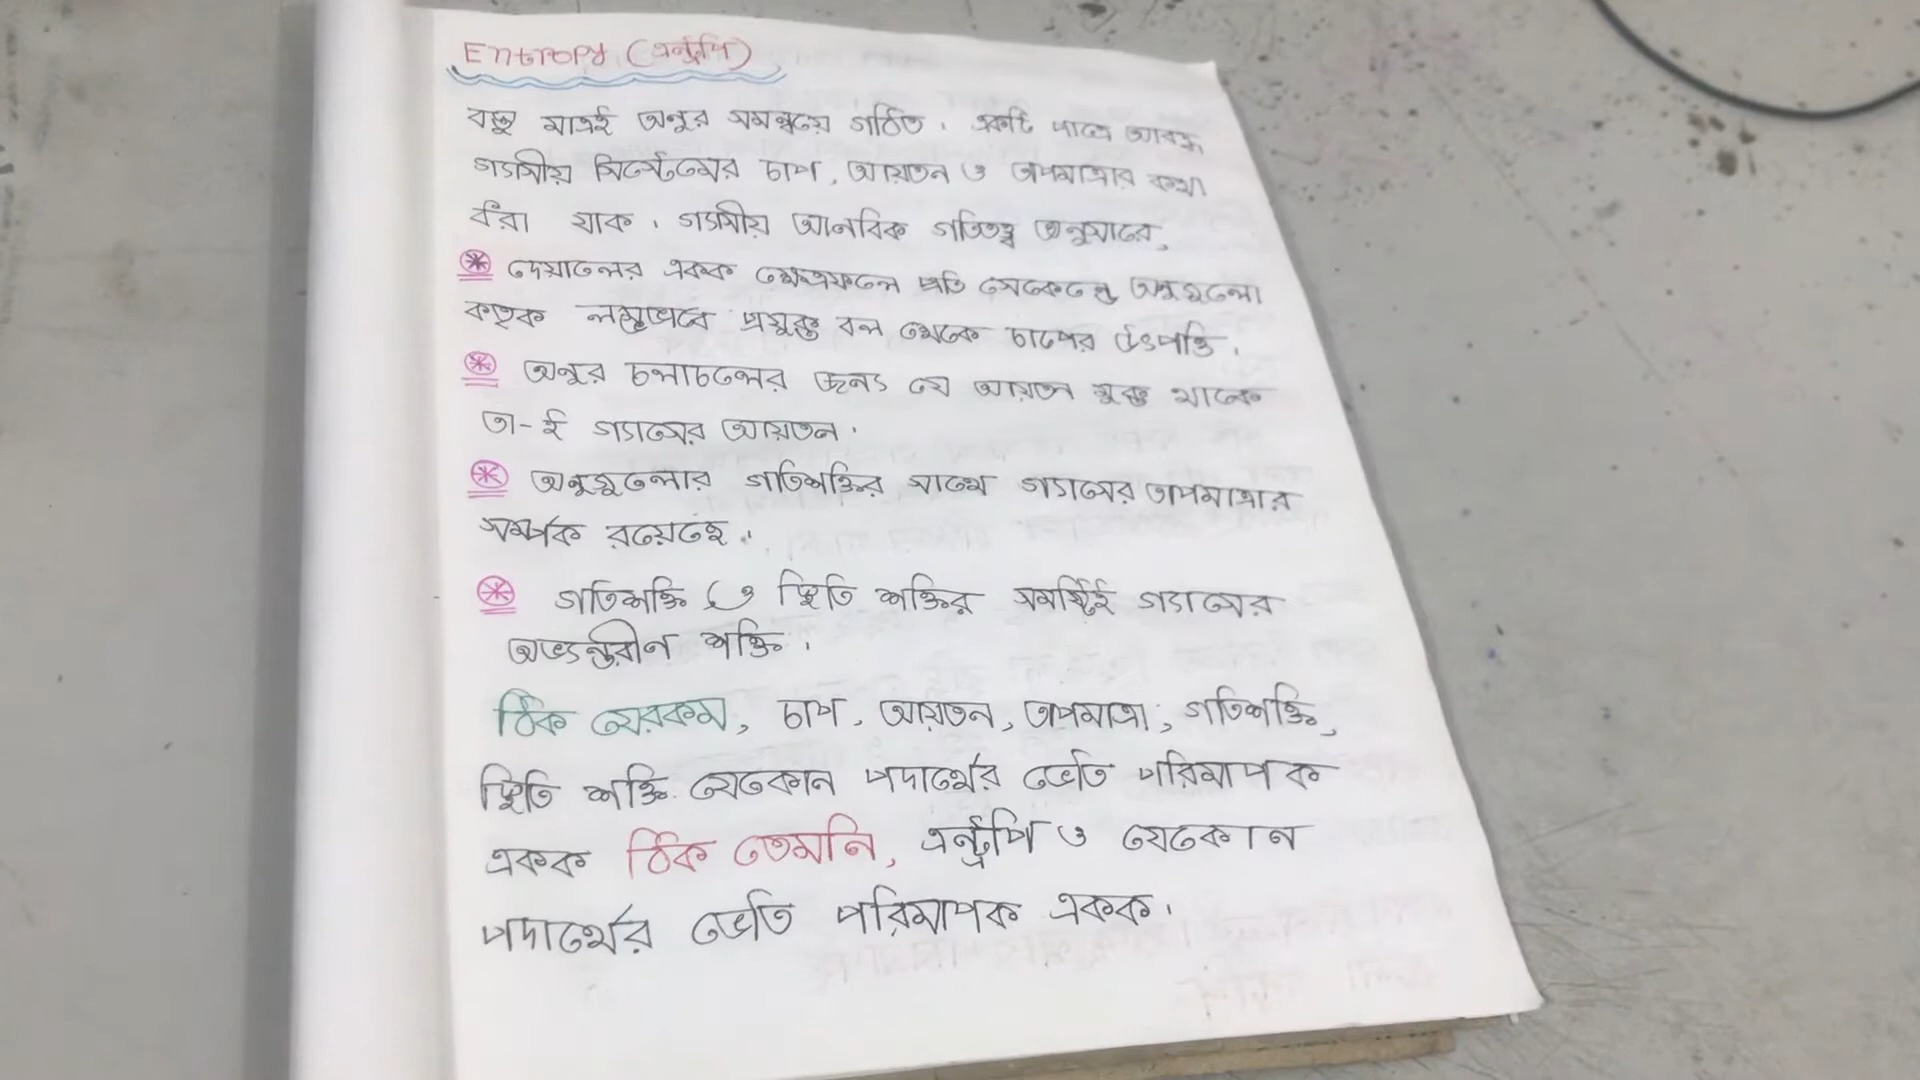 Entropy (এন্ট্রপি)
বস্তু মাত্রই অনুর সমন্বয়ে গঠিত। একটি পাত্রে আবদ্ধ
গ্যাসীয় সিস্টেমের চাপ, আয়তন ও তাপমাত্রার কথা
ধরা যাক। গ্যাসীয় আনবিক গতিতত্ত্ব অনুসারে,
দেয়ালের একক ক্ষেত্রফলে প্রতি সেকেন্ডে অনুগুলো
কতৃক লম্বভাবে প্রযুক্ত বল থেকে চাপের উৎপত্তি।
অনুর চলাচলের জন্য যে আয়তন মুক্ত থাকে
তা-ই গ্যাসের আয়তন।
অনুগুলোর গতিশক্তির সাথে গ্যাসের তাপমাত্রার
সম্পর্ক রয়েছে।
গতিশক্তি ও স্থিতি শক্তির সমষ্টিই গ্যাসের
অভ্যন্তরীন শক্তি।
ঠিক যেরকম, চাপ, আয়তন, তাপমাত্রা, গতিশক্তি,
স্থিতি শক্তি যেকোন পদার্থের ভৌত পরিমাপক
একক ঠিক তেমনি, এন্ট্রপি ও যেকোন
পদার্থের ভৌত পরিমাপক একক।